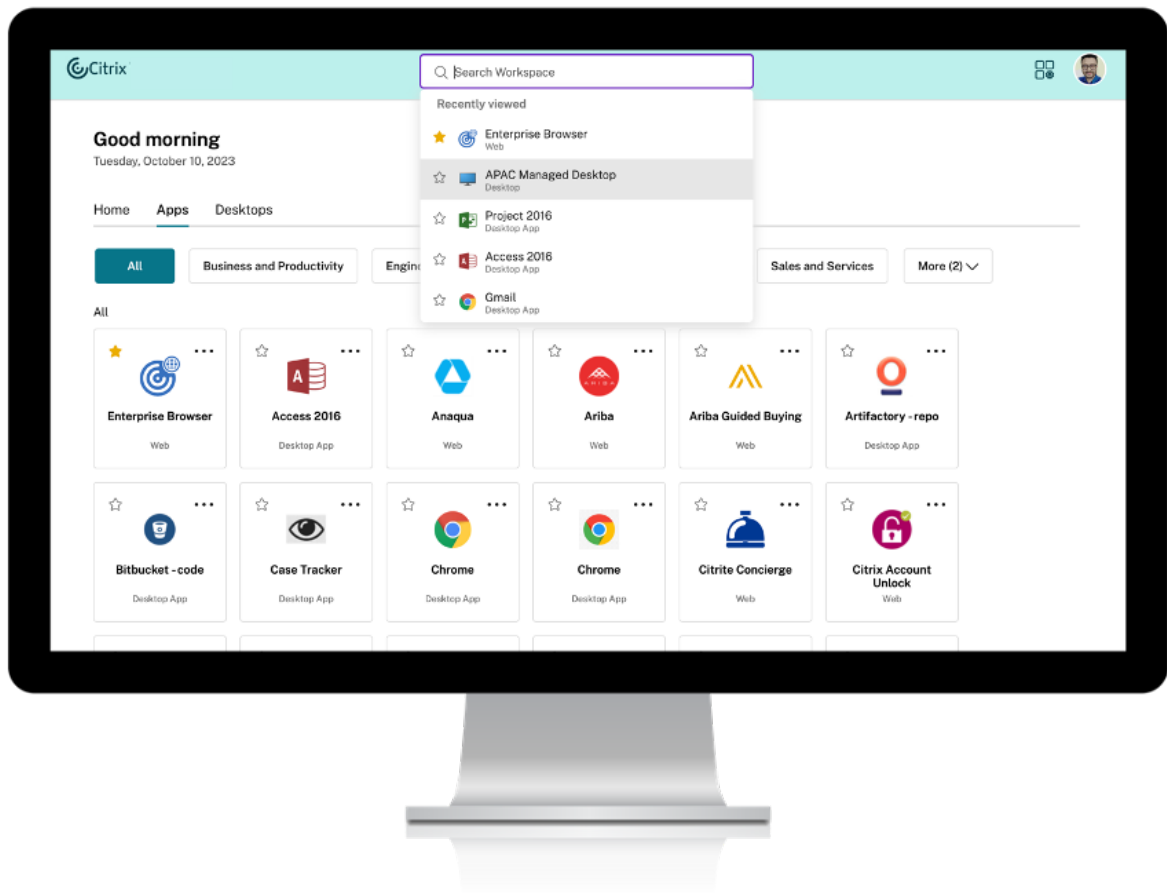 Citrix
Search Workspace
Recently viewed
Enterprise Browser
Web
APAC Managed Desktop
Desktop
Project 2016
Desktop App
Access 2016
Desktop App
Gmail
Desktop App
Good morning
Tuesday, October 10, 2023
Home Apps Desktops
All Business and Productivity Sales and Services More (2)
All
Enterprise Browser Access 2016 Anaqua Ariba Ariba Guided Buying Artifactory - repo
Web Desktop App Web Web Web Desktop App
Bitbucket - code Case Tracker Chrome Chrome Citrite Concierge Citrix Account
Unlock
Desktop App Desktop App Desktop App Desktop App Web Web